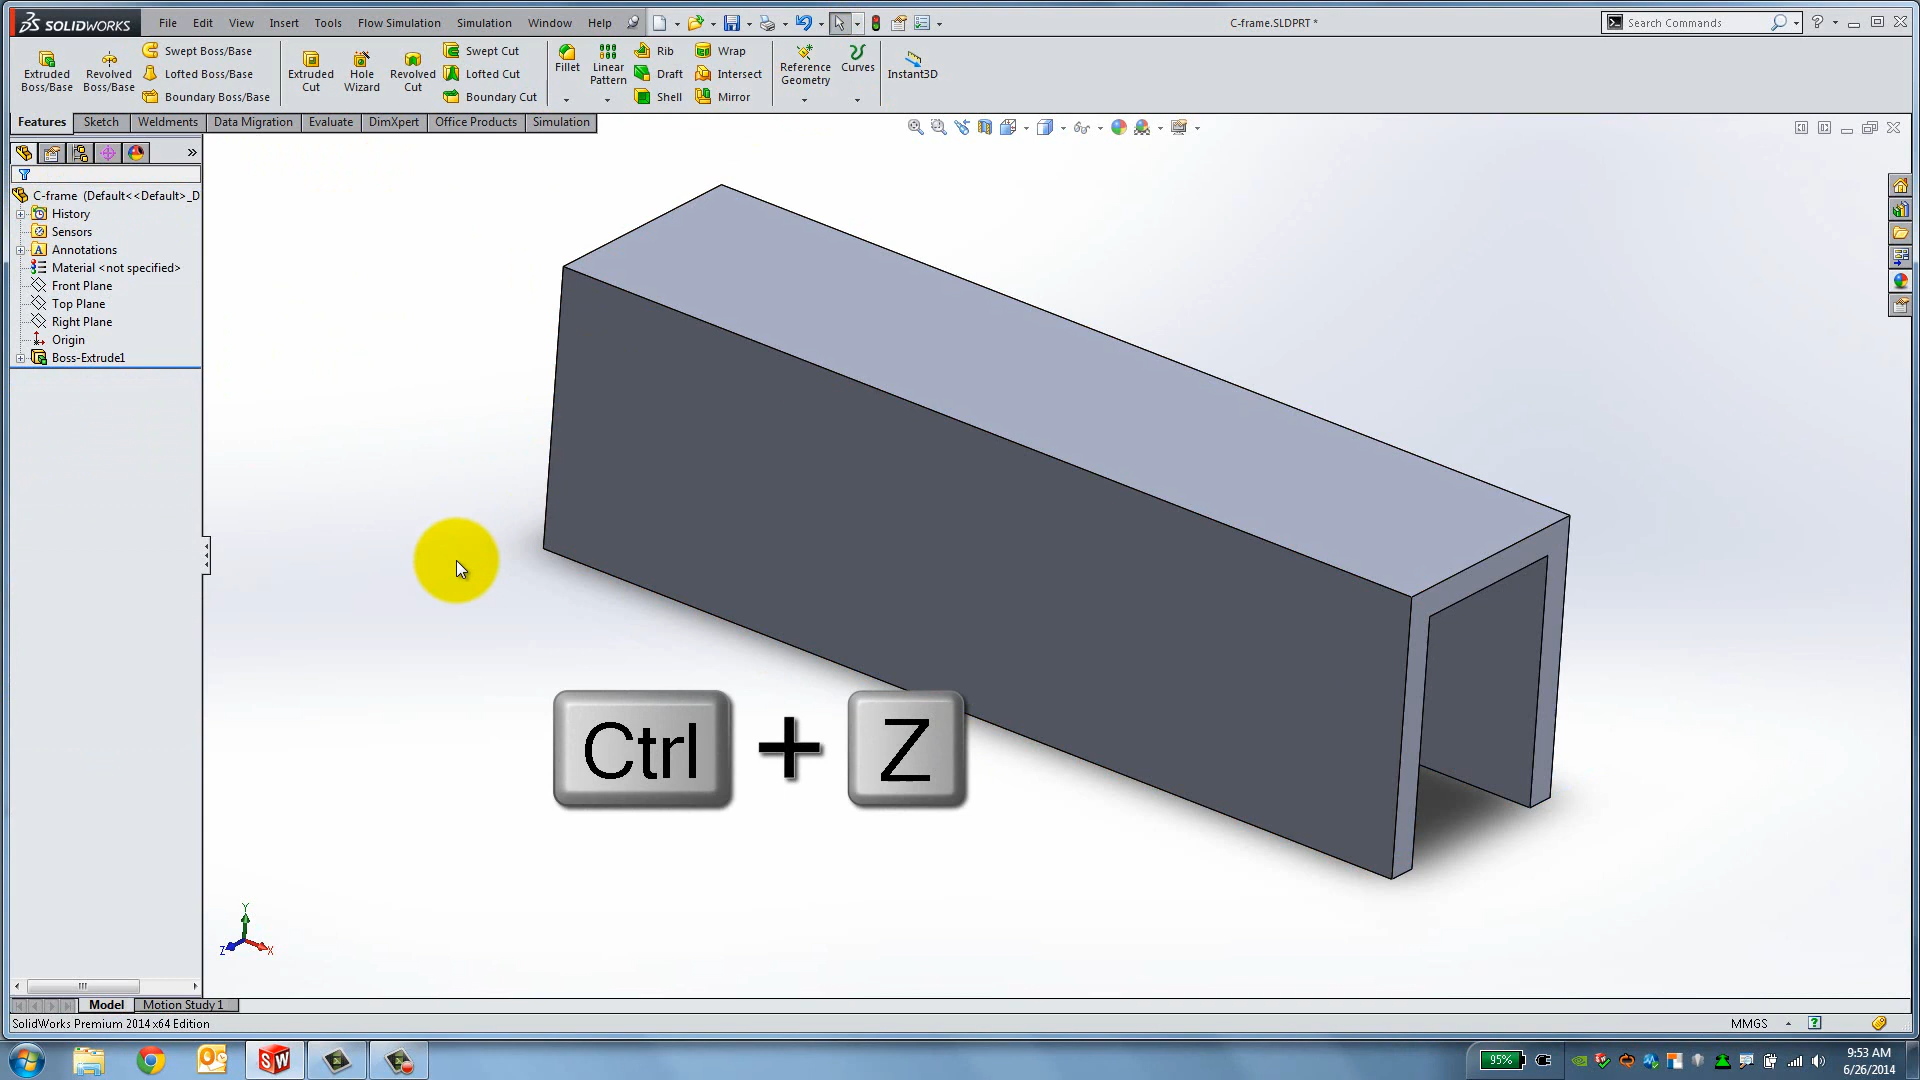 SOLIDWORKS File Edit View Insert Tools Flow Simulation Simulation Window Help C-frame.SLDPRT * Search Commands
Extruded Boss/Base
Revolved Boss/Base
Swept Boss/Base
Lofted Boss/Base
Boundary Boss/Base
Extruded Cut
Hole Wizard
Revolved Cut
Swept Cut
Lofted Cut
Boundary Cut
Fillet
Linear Pattern
Rib
Draft
Shell
Wrap
Intersect
Mirror
Reference Geometry
Curves
Instant3D
Features Sketch Weldments Data Migration Evaluate DimXpert Office Products Simulation
C-frame (Default<<Default>_D
History
Sensors
Annotations
Material <not specified>
Front Plane
Top Plane
Right Plane
Origin
Boss-Extrude1
Ctrl + Z
Y
Z X
Model Motion Study 1
SolidWorks Premium 2014 x64 Edition MMGS
95% 9:53 AM
6/26/2014